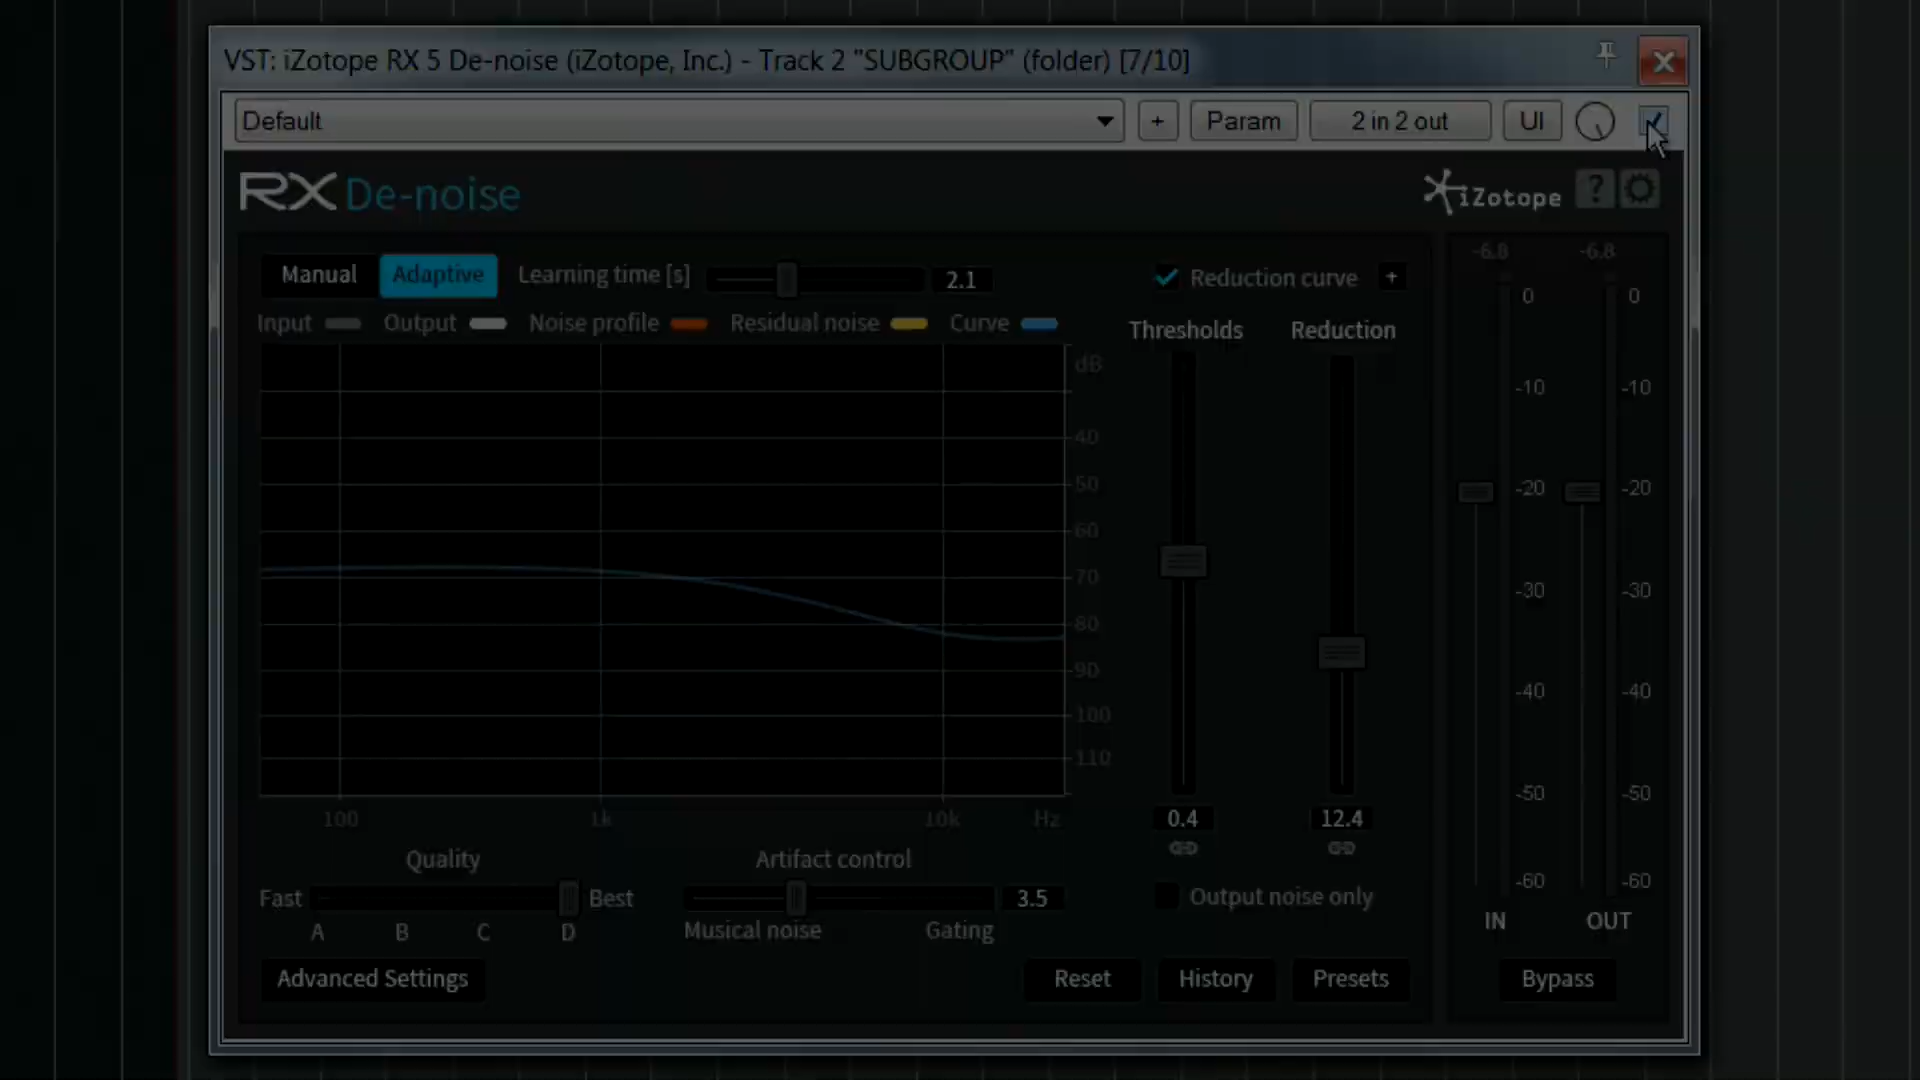 VST: iZotope RX 5 De-noise (iZotope, Inc.) - Track 2 "SUBGROUP" (folder) [7/10]
Default + Param 2 in 2 out UI
RX De-noise iZotope ?
Manual Adaptive Learning time [s] 2.1 Reduction curve + -6.8 -6.8
Input Output Noise profile Residual noise Curve
Thresholds Reduction
0 0
dB
-10 -10
40
50
-20 -20
60
70
-30 -30
80
90
-40 -40
100
110
-50 -50
100 1k 10k Hz 0.4 12.4
Quality Artifact control
-60 -60
Fast Best 3.5 Output noise only
IN OUT
A B C D Musical noise Gating
Advanced Settings Reset History Presets Bypass